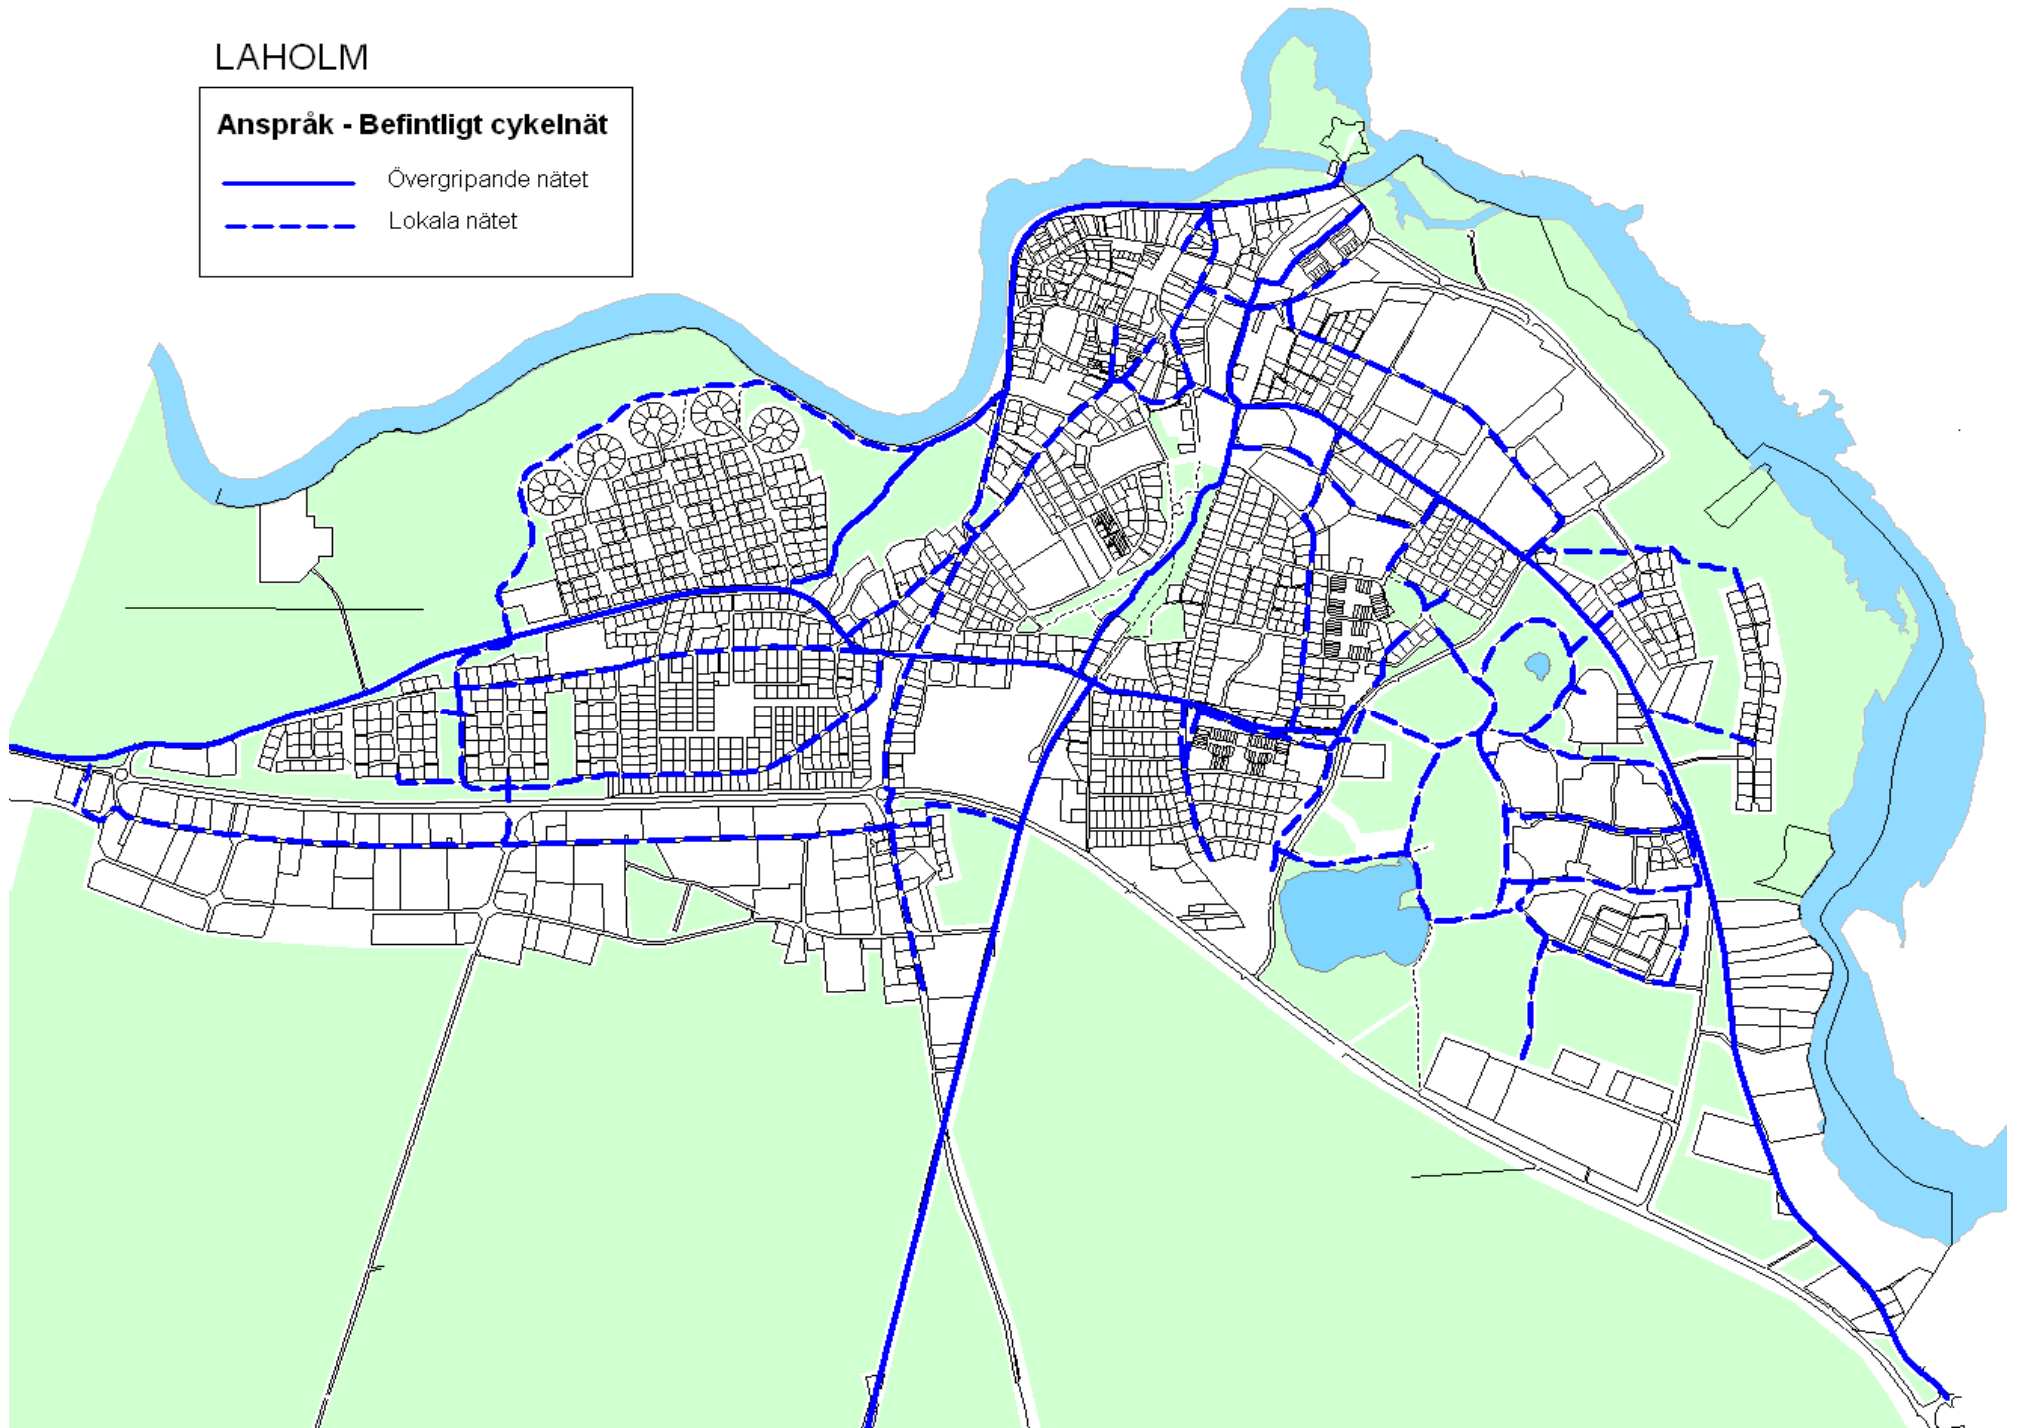 LAHOLM
Anspråk - Befintligt cykelnät
Övergripande nätet
Lokala nätet